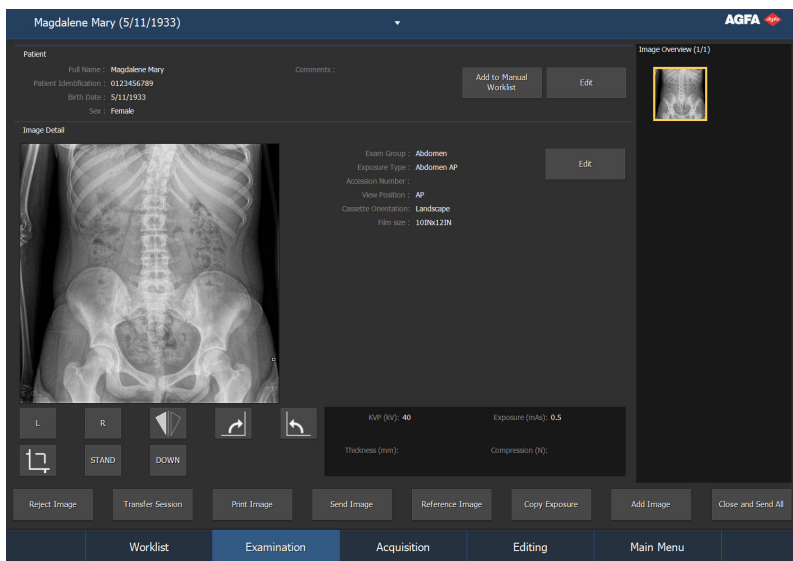 Magdalene Mary (5/11/1933)
AGFA
Patient
Full Name : Magdalene Mary
Comments :
Patient Identification : 0123456789
Birth Date : 5/11/1933
Sex : Female
Add to Manual
Worklist
Edit
Image Overview (1/1)
Image Detail
Exam Group : Abdomen
Exposure Type : Abdomen AP
Accession Number :
View Position : AP
Cassette Orientation: Landscape
Film size : 10INx12IN
Edit
L
R
STAND
DOWN
KVP (kV): 40
Exposure (mAs): 0.5
Thickness (mm):
Compression (N):
Reject Image
Transfer Session
Print Image
Send Image
Reference Image
Copy Exposure
Add Image
Close and Send All
Worklist
Examination
Acquisition
Editing
Main Menu